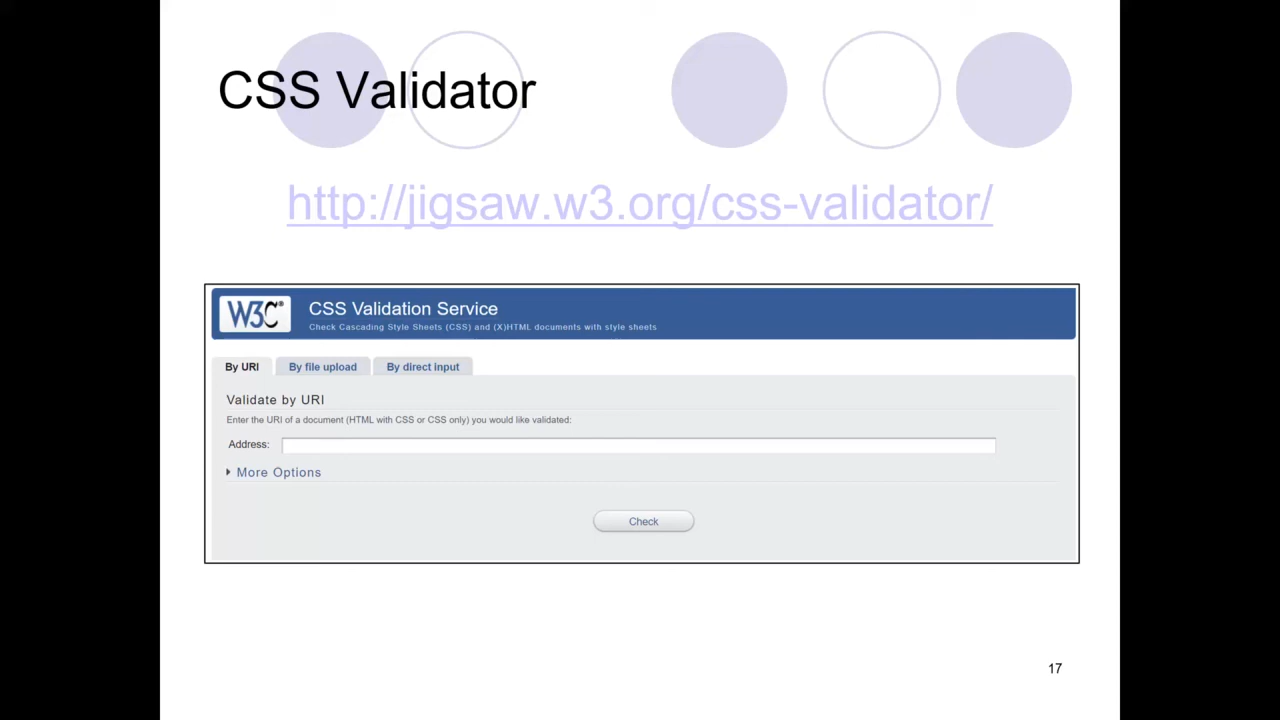 CSS Validator
http://jigsaw.w3.org/css-validator/
W3C®
CSS Validation Service
Check Cascading Style Sheets (CSS) and (X)HTML documents with style sheets
By URI By file upload By direct input
Validate by URI
Enter the URI of a document (HTML with CSS or CSS only) you would like validated:
Address:
More Options
Check
17